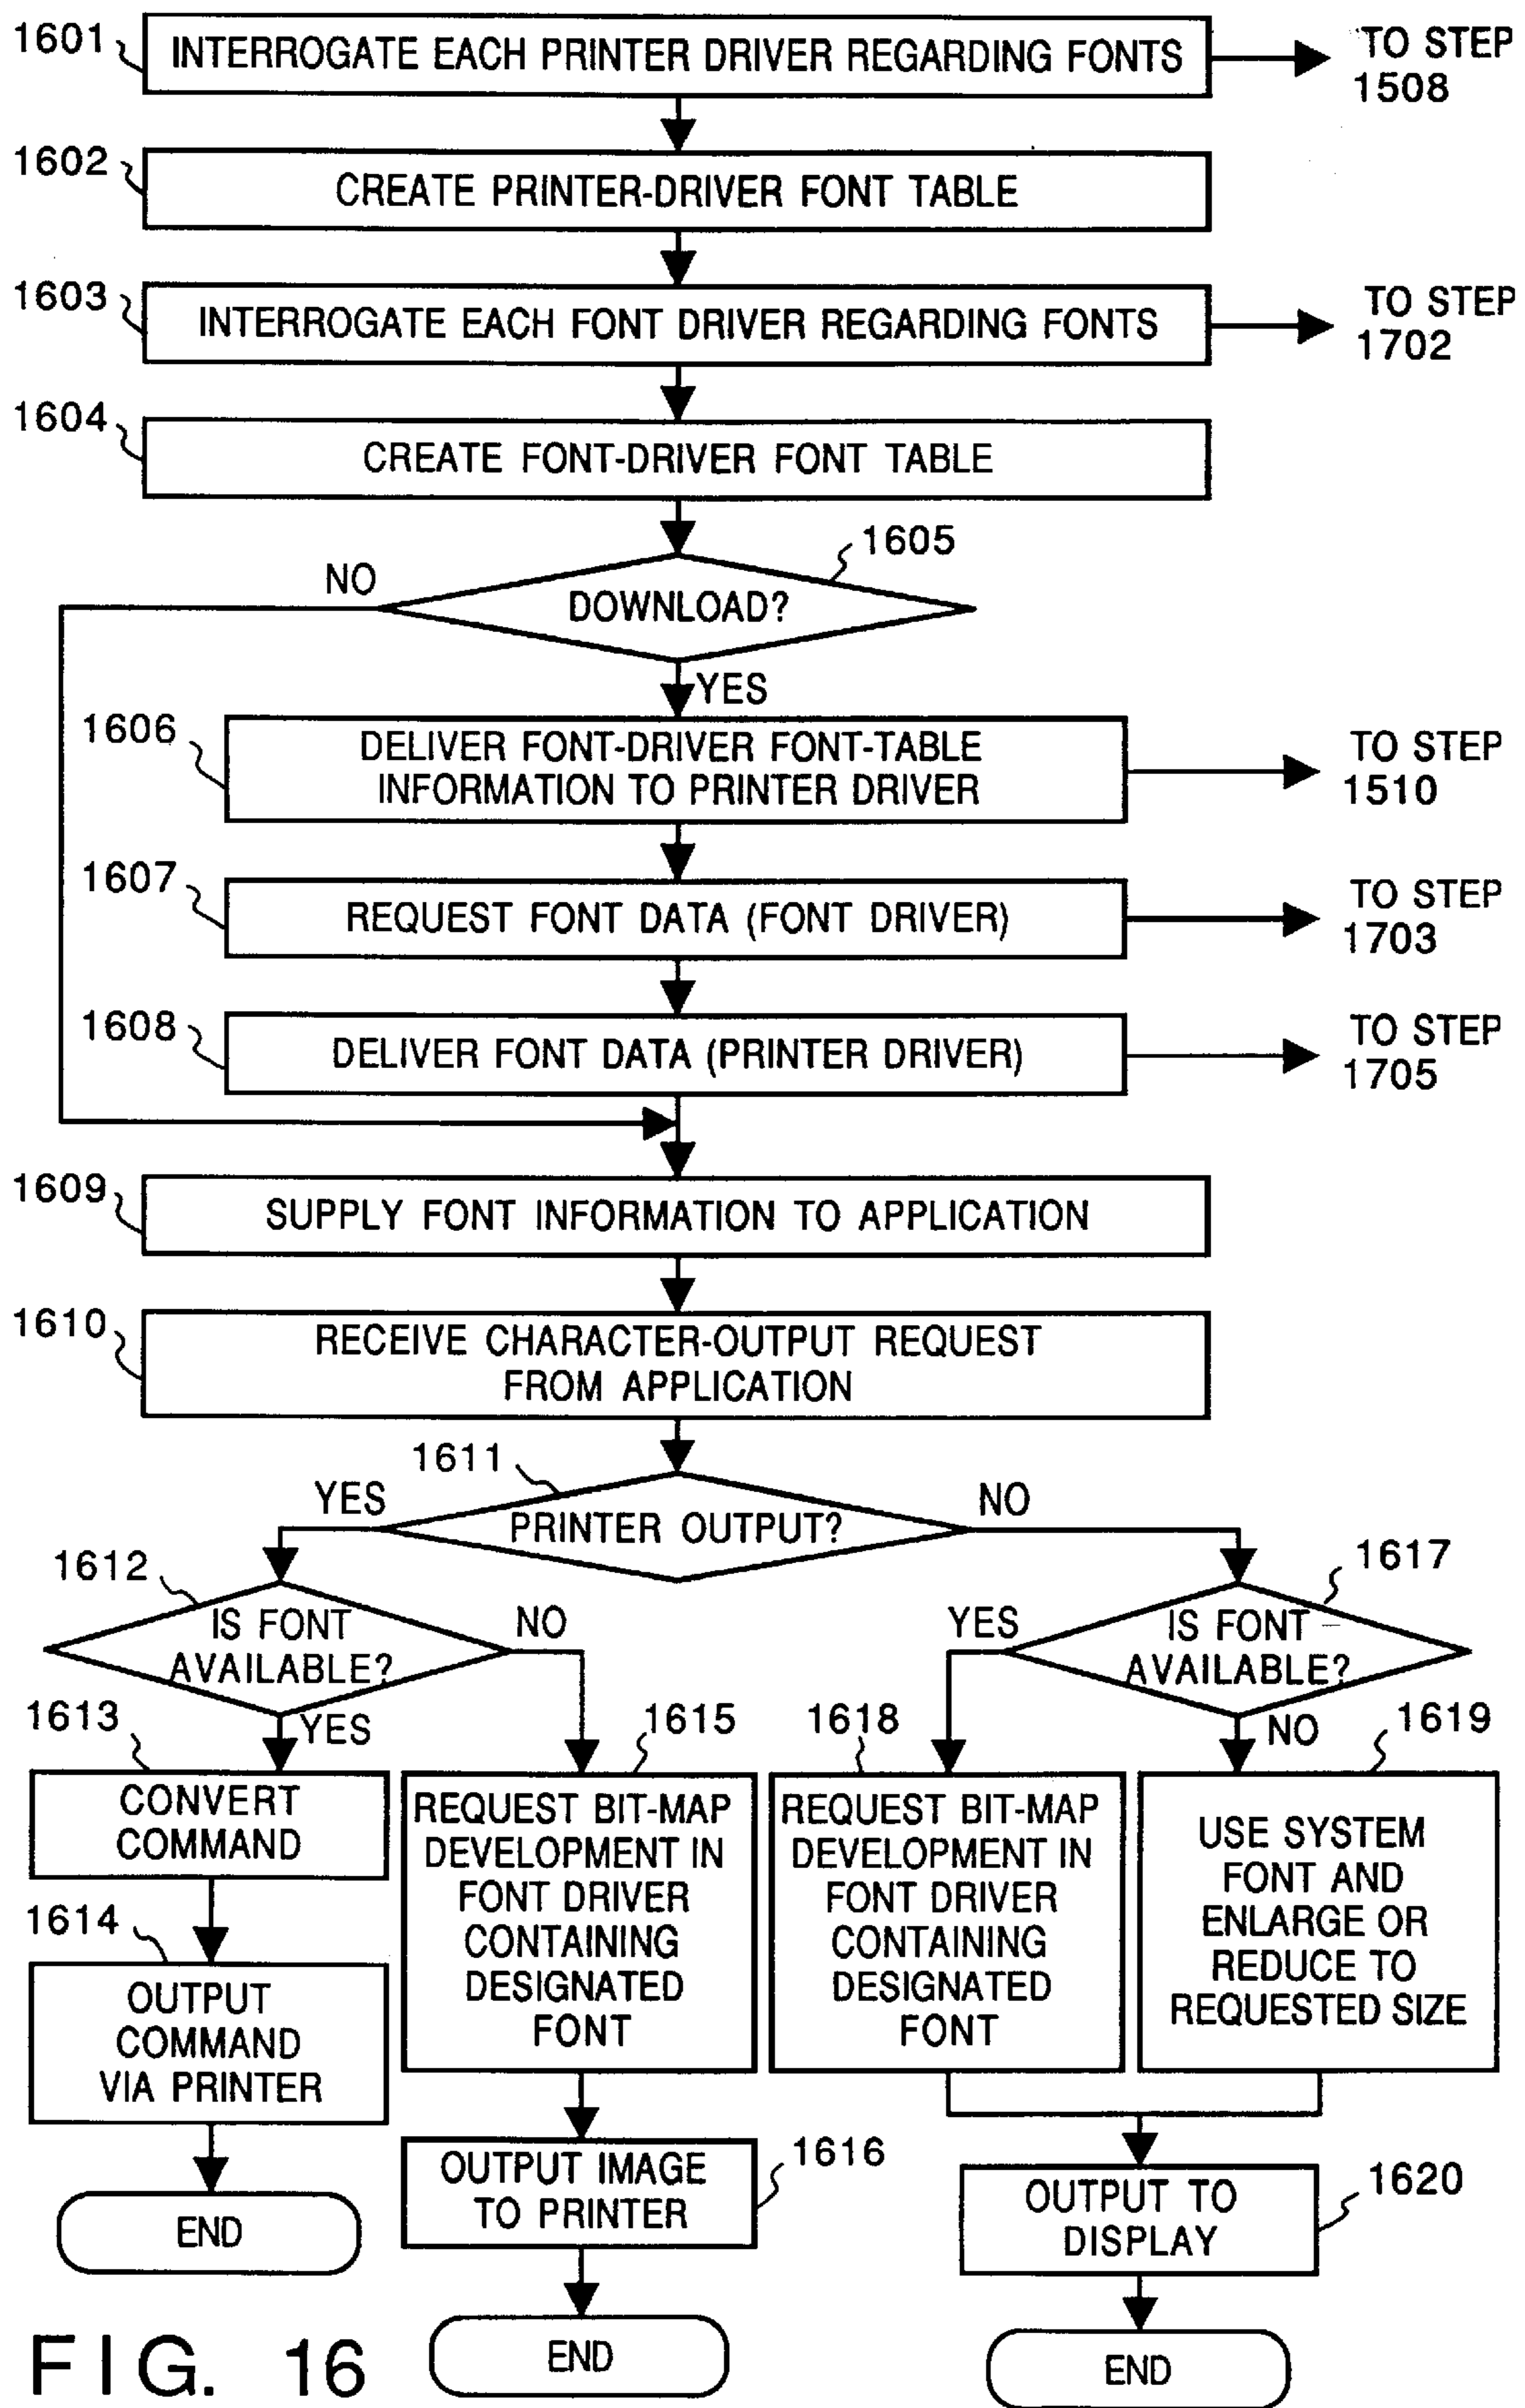 1601
INTERROGATE EACH PRINTER DRIVER REGARDING FONTS
TO STEP
1508
1602
CREATE PRINTER-DRIVER FONT TABLE
1603
INTERROGATE EACH FONT DRIVER REGARDING FONTS
TO STEP
1702
1604
CREATE FONT-DRIVER FONT TABLE
1605
NO
DOWNLOAD?
YES
1606
DELIVER FONT-DRIVER FONT-TABLE
INFORMATION TO PRINTER DRIVER
TO STEP
1510
1607
REQUEST FONT DATA (FONT DRIVER)
TO STEP
1703
1608
DELIVER FONT DATA (PRINTER DRIVER)
TO STEP
1705
1609
SUPPLY FONT INFORMATION TO APPLICATION
1610
RECEIVE CHARACTER-OUTPUT REQUEST
FROM APPLICATION
1611
YES
PRINTER OUTPUT?
NO
1612
IS FONT
AVAILABLE?
NO
YES
1617
YES
IS FONT
AVAILABLE?
NO
1613
CONVERT
COMMAND
1614
OUTPUT
COMMAND
VIA PRINTER
END
1615
REQUEST BIT-MAP
DEVELOPMENT IN
FONT DRIVER
CONTAINING
DESIGNATED
FONT
1616
OUTPUT IMAGE
TO PRINTER
END
1618
REQUEST BIT-MAP
DEVELOPMENT IN
FONT DRIVER
CONTAINING
DESIGNATED
FONT
1619
USE SYSTEM
FONT AND
ENLARGE OR
REDUCE TO
REQUESTED SIZE
1620
OUTPUT TO
DISPLAY
END
FIG. 16